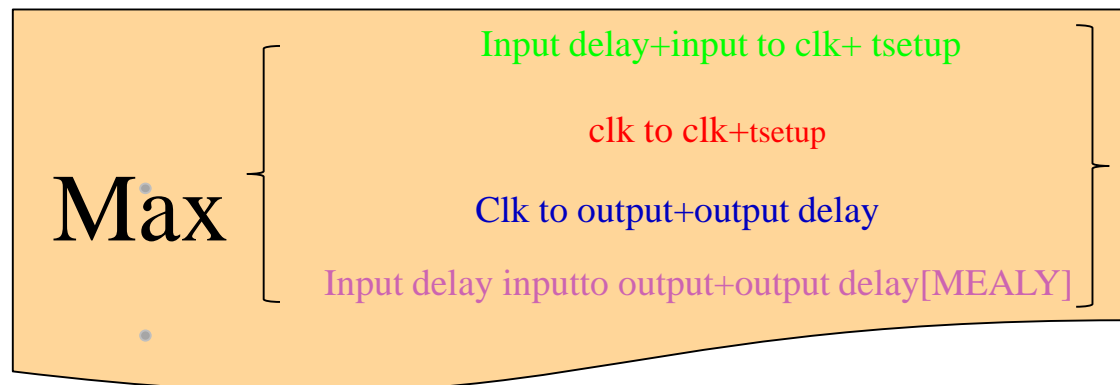 Input delay+input to clk+ tsetup
clk to clk+tsetup
Max
Clk to output+output delay
Input delay inputto output+output delay[MEALY]